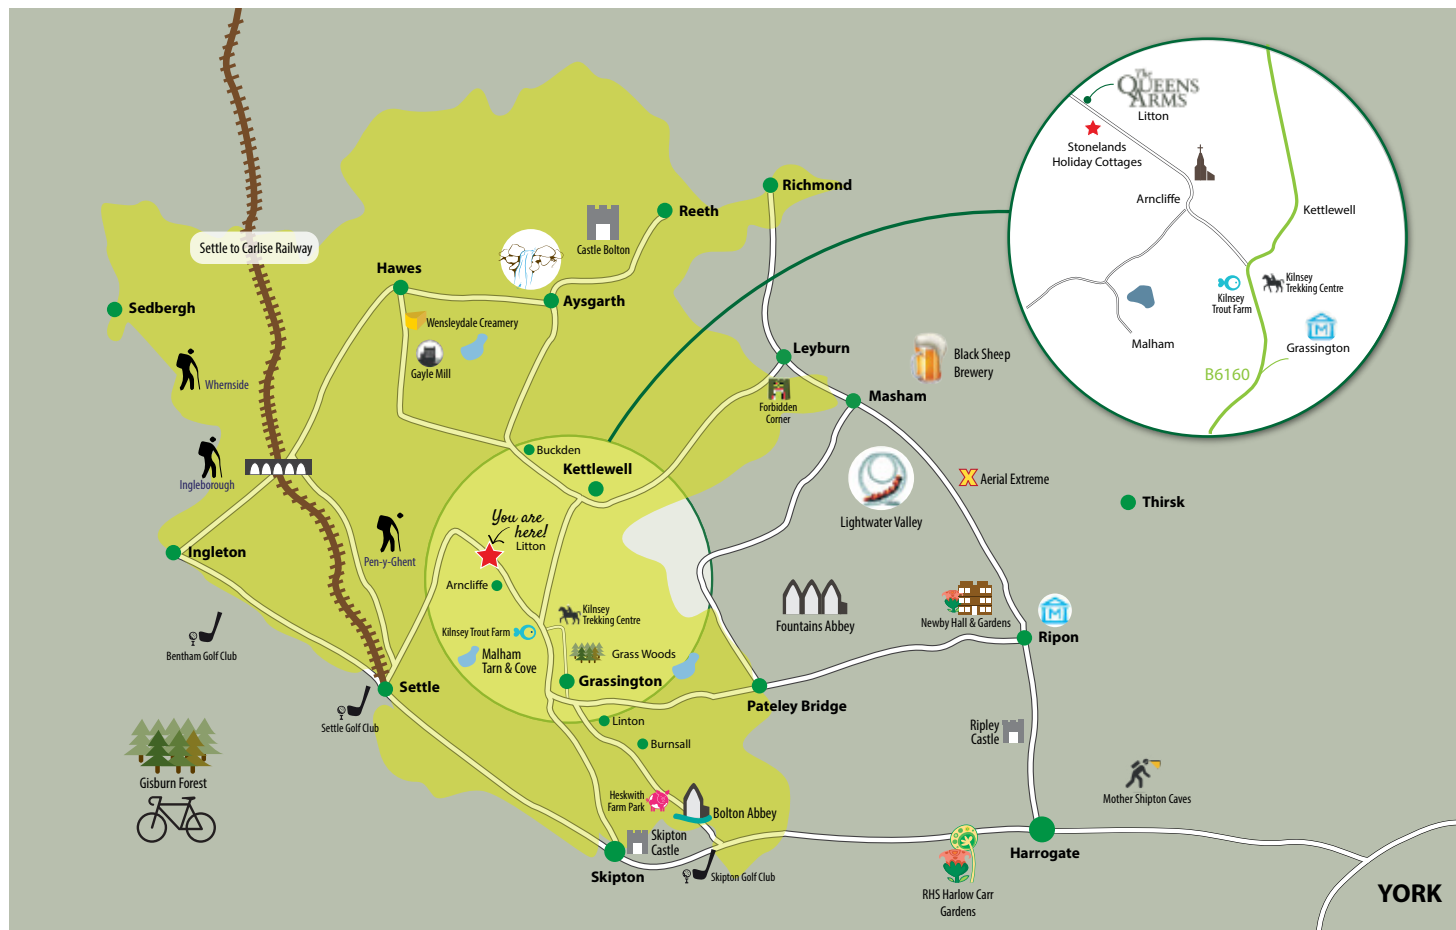 The
QUEENS
ARMS
Litton
Stonelands
Holiday Cottages
Arncliffe
Kettlewell
Kilnsey
Trout Farm
Kilnsey
Trekking Centre
Malham
Grassington
B6160
Richmond
Reeth
Castle Bolton
Settle to Carlise Railway
Hawes
Aysgarth
Sedbergh
Wensleydale Creamery
Gayle Mill
Whernside
Leyburn
Black Sheep
Brewery
Masham
Forbidden
Corner
Buckden
Kettlewell
Ingleborough
Aerial Extreme
Thirsk
Lightwater Valley
You are
here!
Litton
Ingleton
Pen-y-Ghent
Arncliffe
Kilnsey
Trekking Centre
Kilnsey Trout Farm
Fountains Abbey
Newby Hall & Gardens
Ripon
Bentham Golf Club
Malham
Tarn & Cove
Grass Woods
Grassington
Settle
Settle Golf Club
Pateley Bridge
Linton
Burnsall
Ripley
Castle
Gisburn Forest
Heskwith
Farm Park
Bolton Abbey
Mother Shipton Caves
Skipton
Castle
Skipton
Skipton Golf Club
Harrogate
RHS Harlow Carr
Gardens
YORK